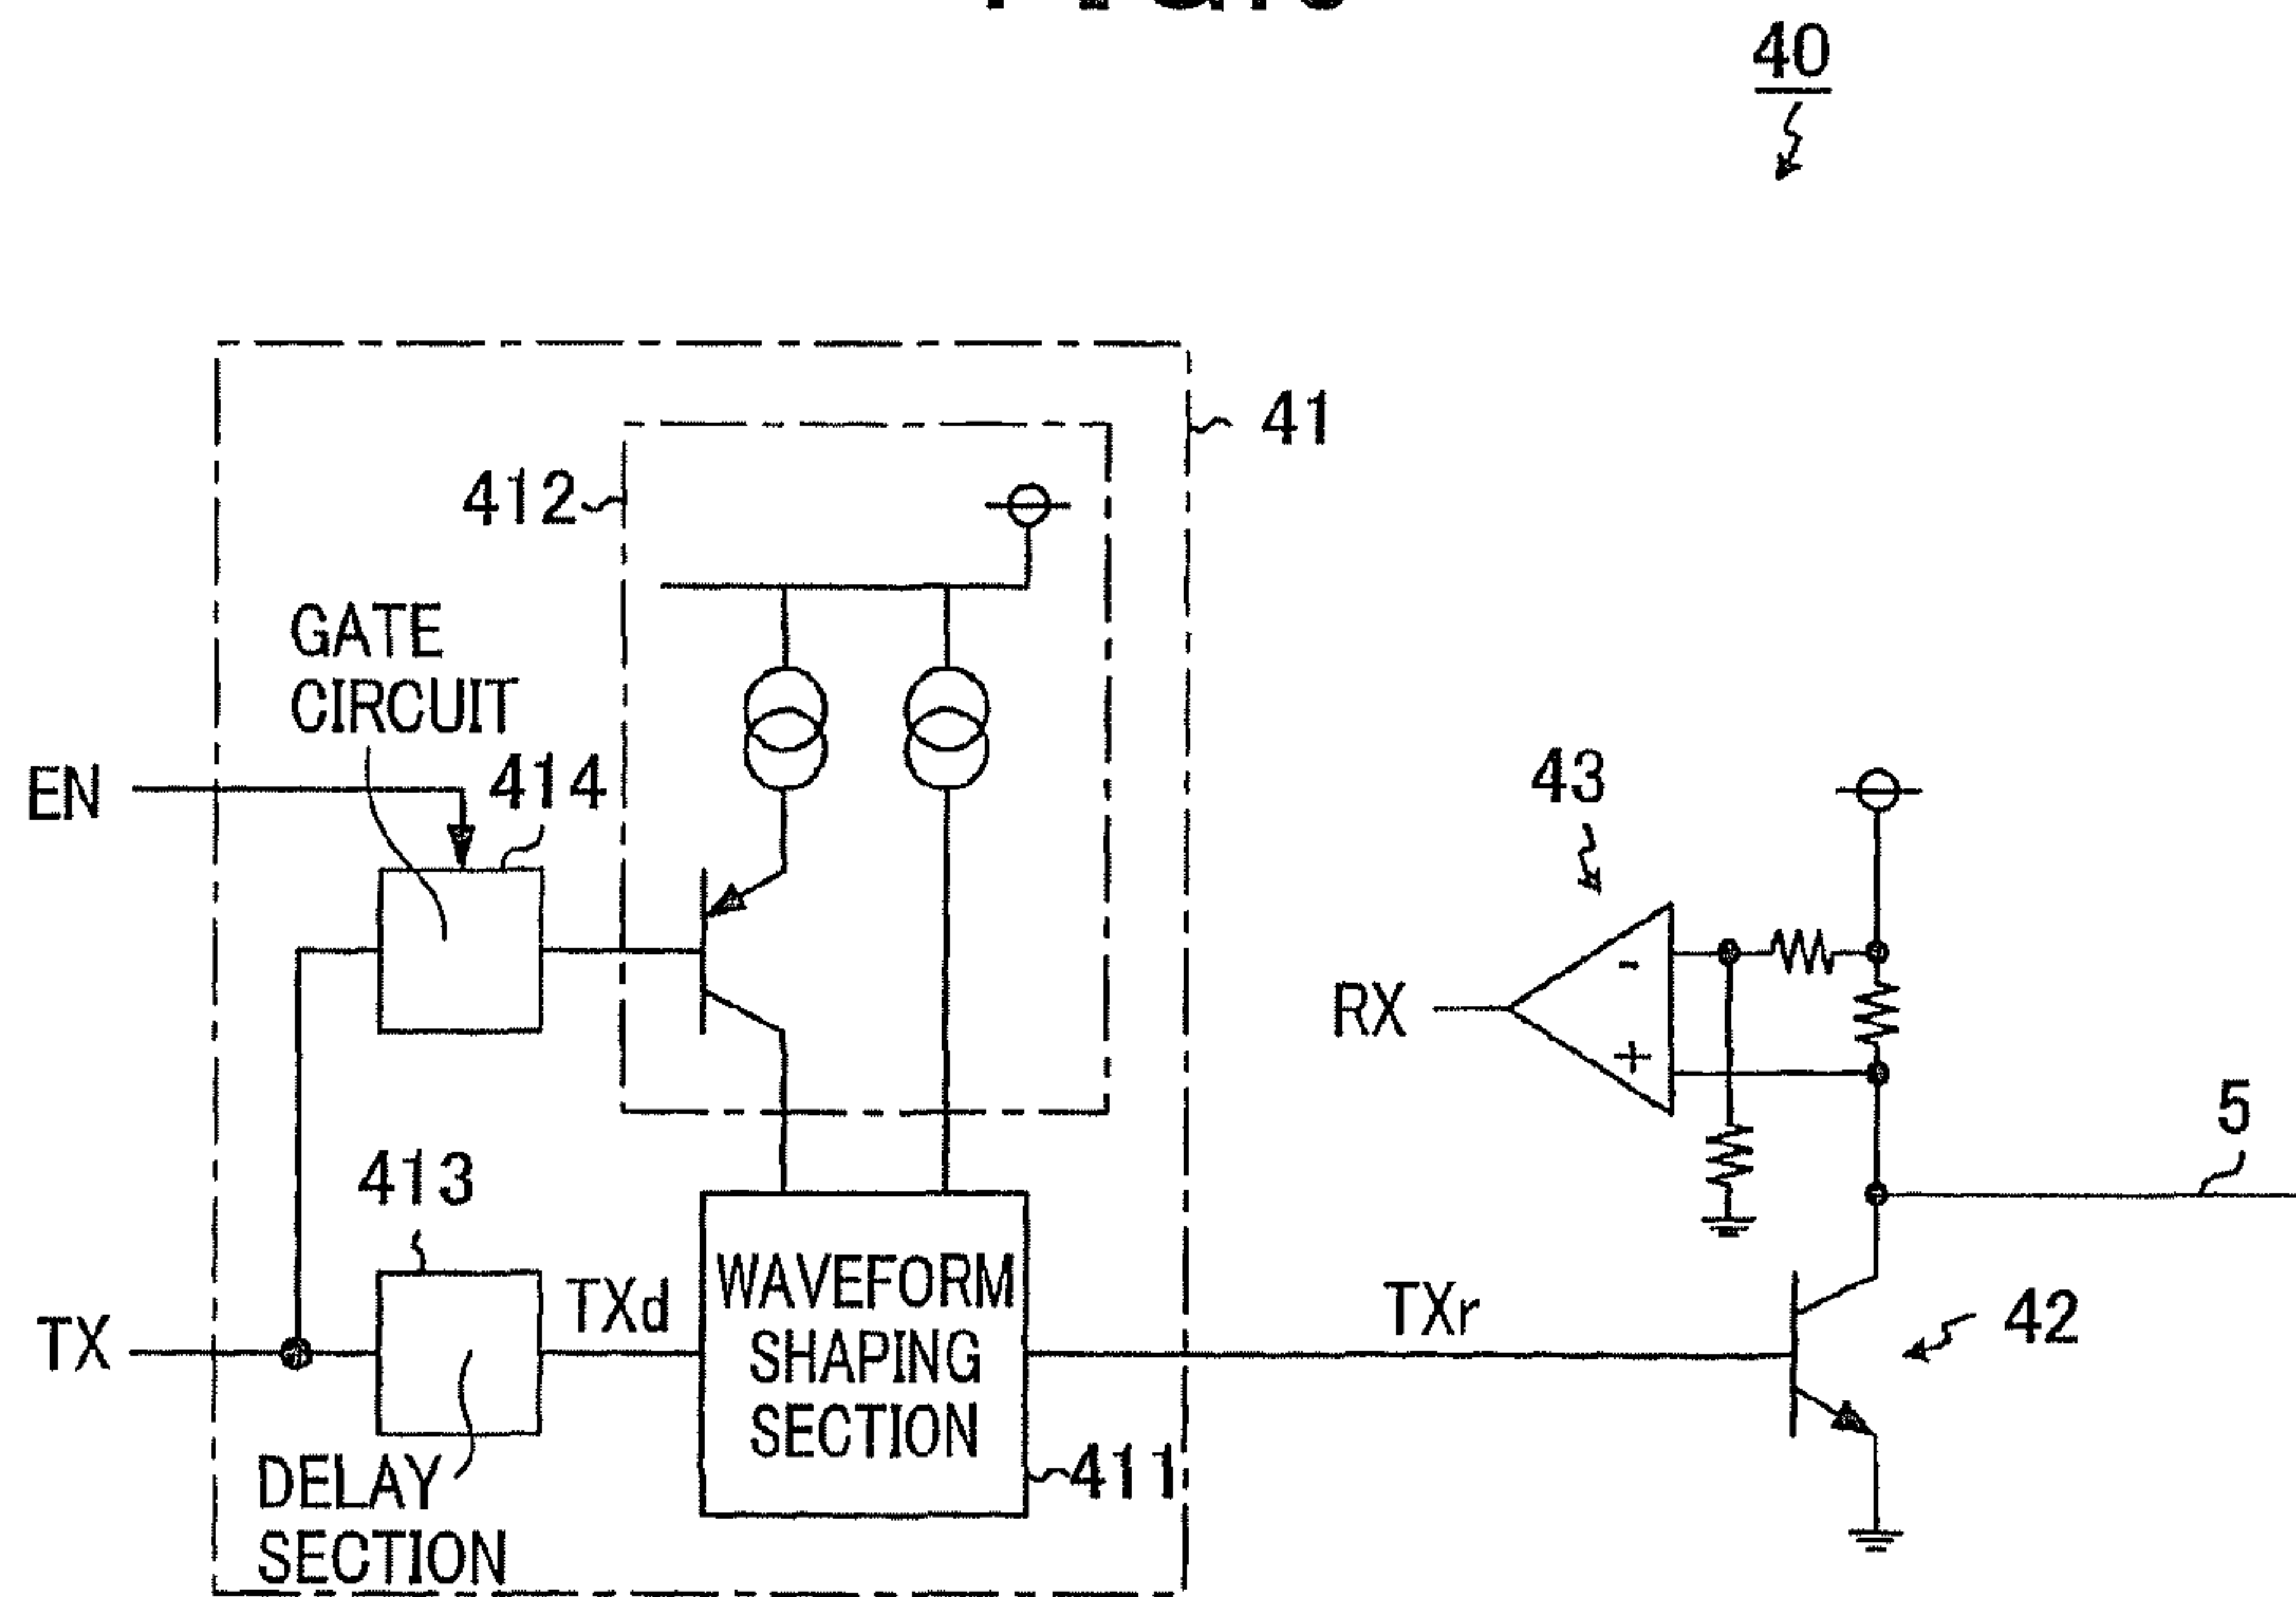 40
41
412
GATE
CIRCUIT
EN
414
43
-
RX
+
5
413
TXd
WAVEFORM
SHAPING
SECTION
TX
TXr
42
411
DELAY
SECTION